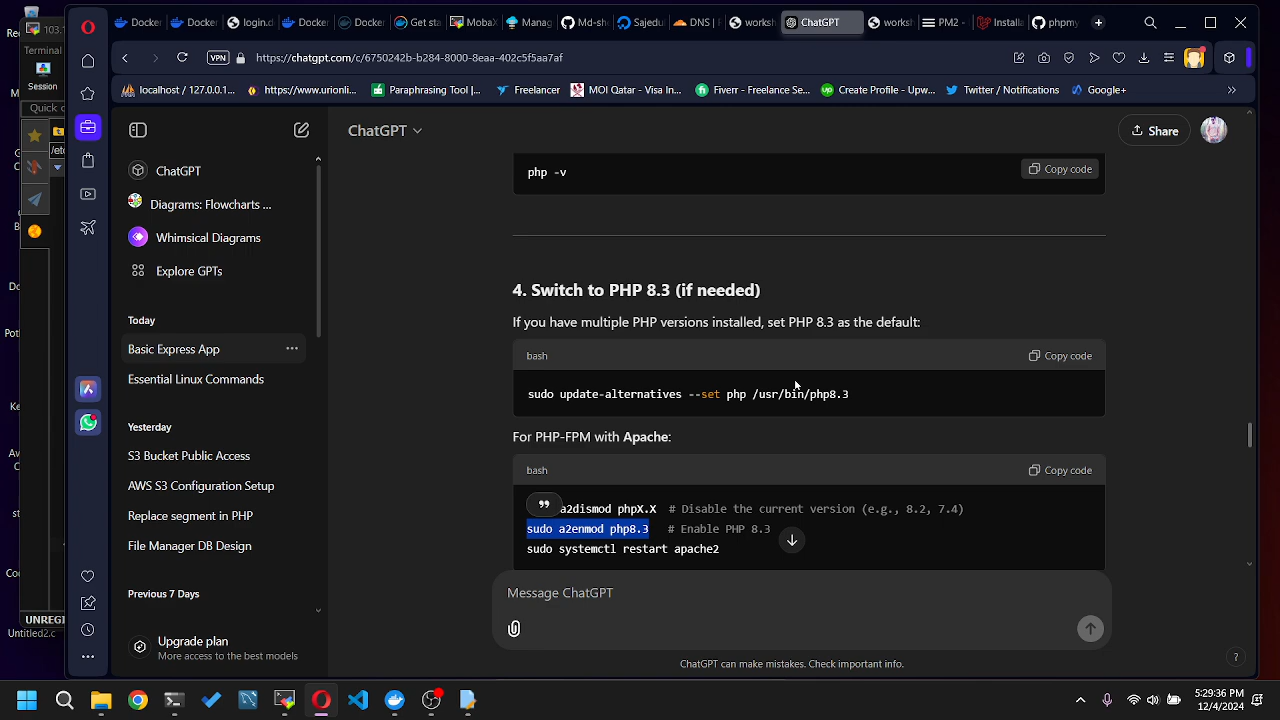 Docker
Docker
login.d
Docker
Docker
Get sta
MobaX
Manag
Md-sh
Sajedu
DNS |
worksh
ChatGPT
worksh
PM2 -
Installa
phpmy
103.
Terminal
Session
Quick c
/etc
VPN
https://chatgpt.com/c/6750242b-b284-8000-8eaa-402c5f5aa7af
localhost / 127.0.0.1...
https://www.urionli...
Paraphrasing Tool |...
Freelancer
MOI Qatar - Visa In...
Fiverr - Freelance Se...
Create Profile - Upw...
Twitter / Notifications
Google+
ChatGPT
Share
ChatGPT
Diagrams: Flowcharts ...
Whimsical Diagrams
Explore GPTs
Today
Basic Express App
Essential Linux Commands
Yesterday
S3 Bucket Public Access
AWS S3 Configuration Setup
Replace segment in PHP
File Manager DB Design
Previous 7 Days
Upgrade plan
More access to the best models
php -v
Copy code
4. Switch to PHP 8.3 (if needed)
If you have multiple PHP versions installed, set PHP 8.3 as the default:
bash
Copy code
sudo update-alternatives --set php /usr/bin/php8.3
For PHP-FPM with Apache:
bash
Copy code
a2dismod phpX.X # Disable the current version (e.g., 8.2, 7.4)
sudo a2enmod php8.3 # Enable PHP 8.3
sudo systemctl restart apache2
Message ChatGPT
ChatGPT can make mistakes. Check important info.
?
UNREGI
Untitled2.c
5:29:36 PM
12/4/2024